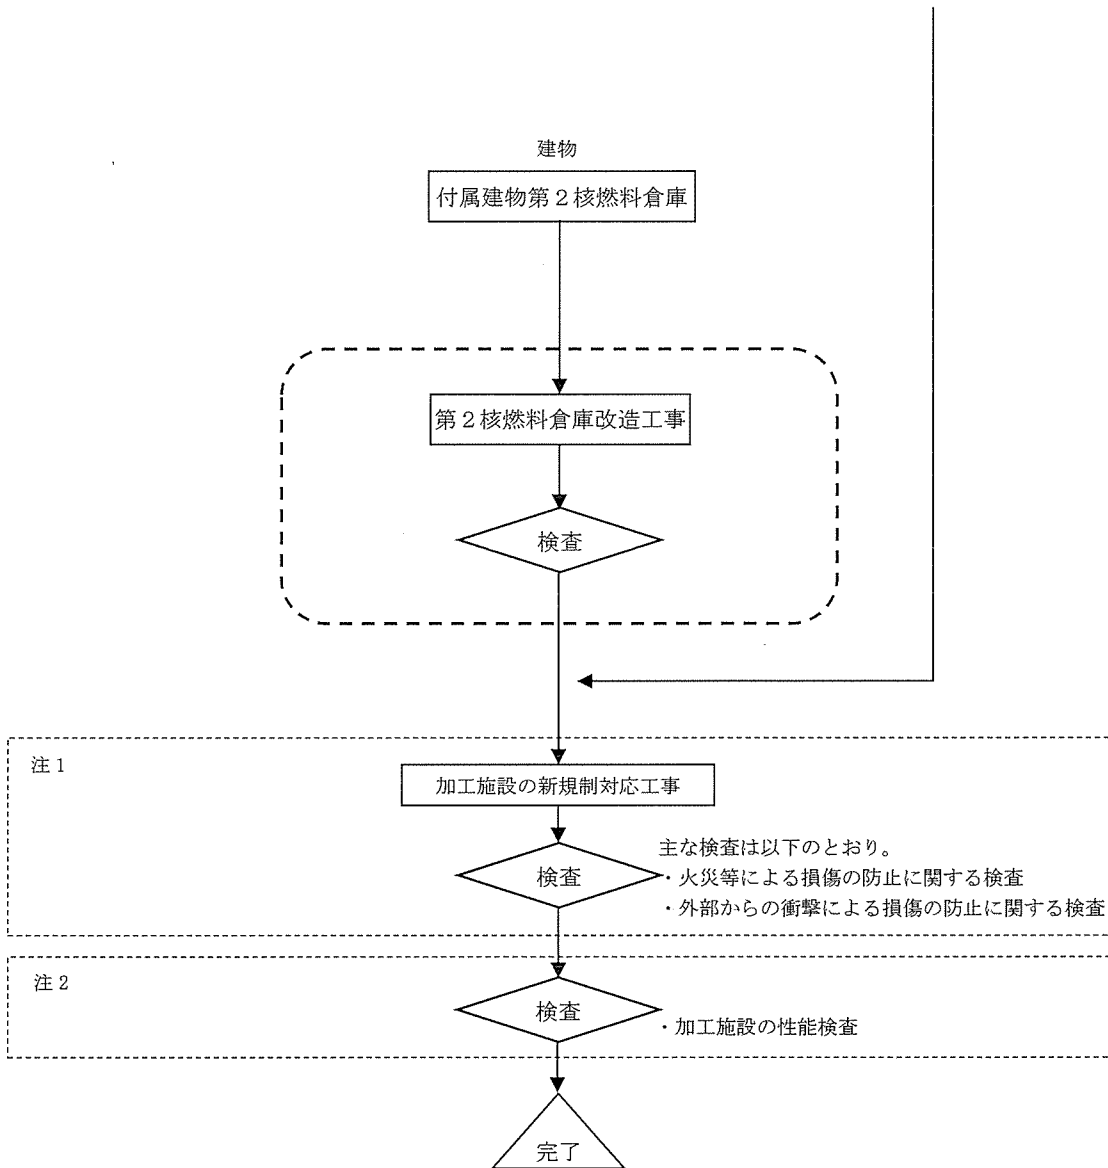 建物
付属建物第２核燃料倉庫
第２核燃料倉庫改造工事
検査
注１
加工施設の新規制対応工事
検査
主な検査は以下のとおり。
・火災等による損傷の防止に関する検査
・外部からの衝撃による損傷の防止に関する検査
注２
検査
・加工施設の性能検査
完了